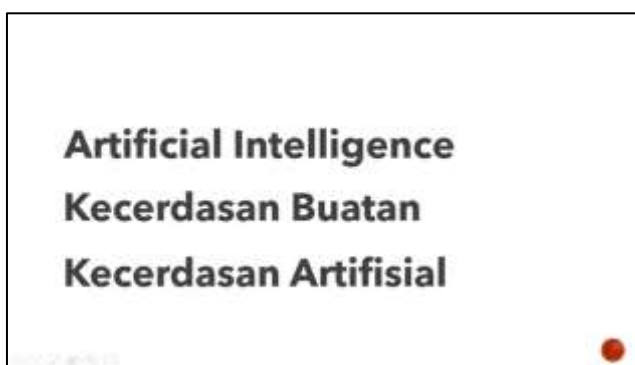 Artificial Intelligence
Kecerdasan Buatan
Kecerdasan Artifisial